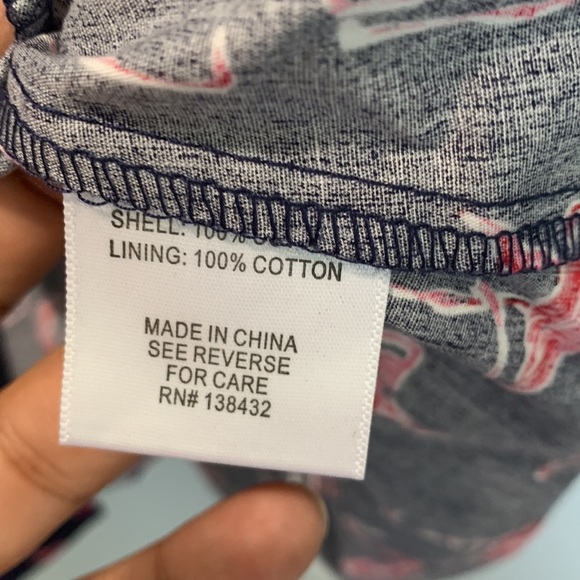 SHELL: 100%
LINING: 100% COTTON
MADE IN CHINA
SEE REVERSE
FOR CARE
RN# 138432